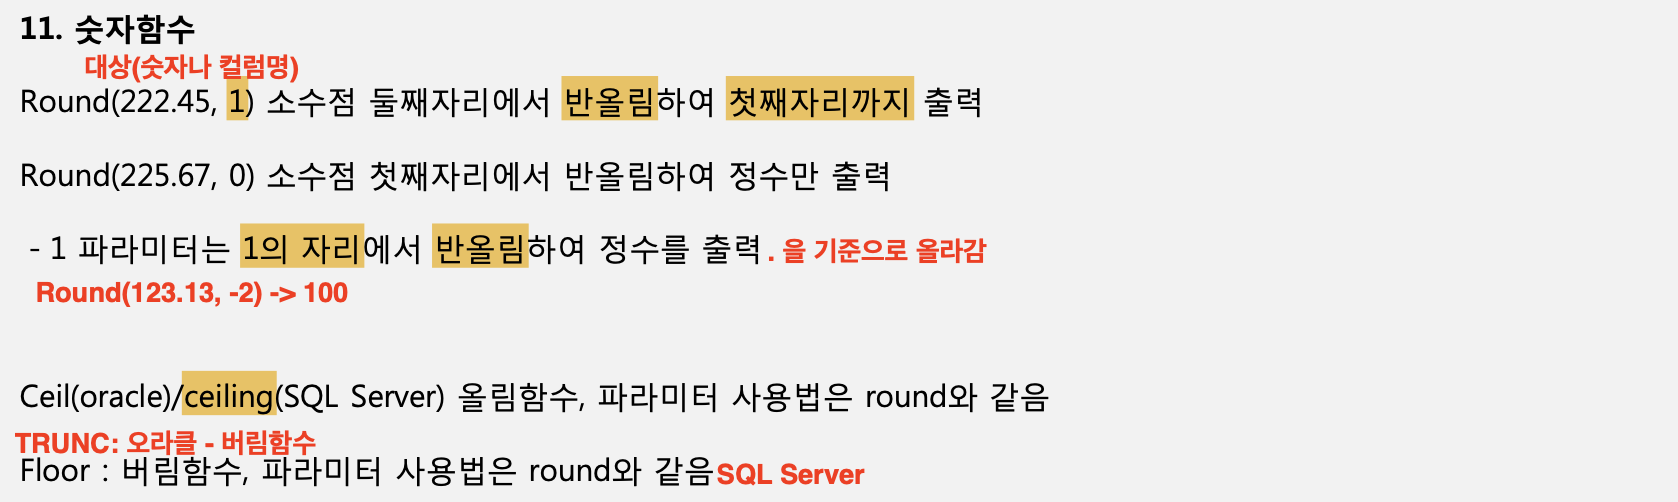 11. 숫자함수
대상(숫자나 컬럼명)
Round(222.45, 1) 소수점 둘째자리에서 반올림하여 첫째자리까지 출력
Round(225.67, 0) 소수점 첫째자리에서 반올림하여 정수만 출력
- 1 파라미터는 1의 자리에서 반올림하여 정수를 출력 . 을 기준으로 올라감
Round(123.13, -2) -> 100
Ceil(oracle)/ceiling(SQL Server) 올림함수, 파라미터 사용법은 round와 같음
TRUNC: 오라클 - 버림함수
Floor : 버림함수, 파라미터 사용법은 round와 같음 SQL Server